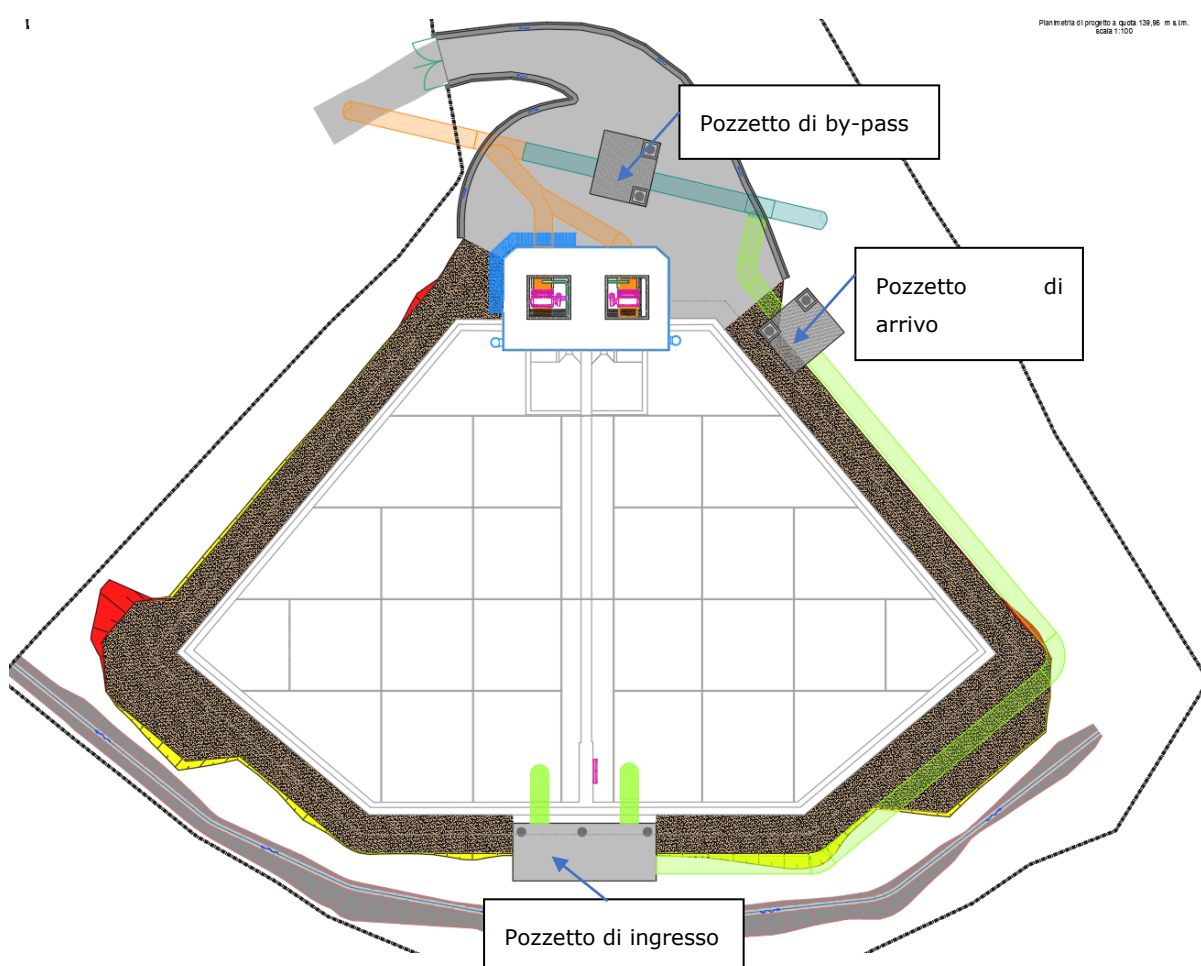 Planimetria di progetto a quota 139,96 m s.l.m.
scala 1:100
Pozzetto di by-pass
Pozzetto di
arrivo
Pozzetto di ingresso